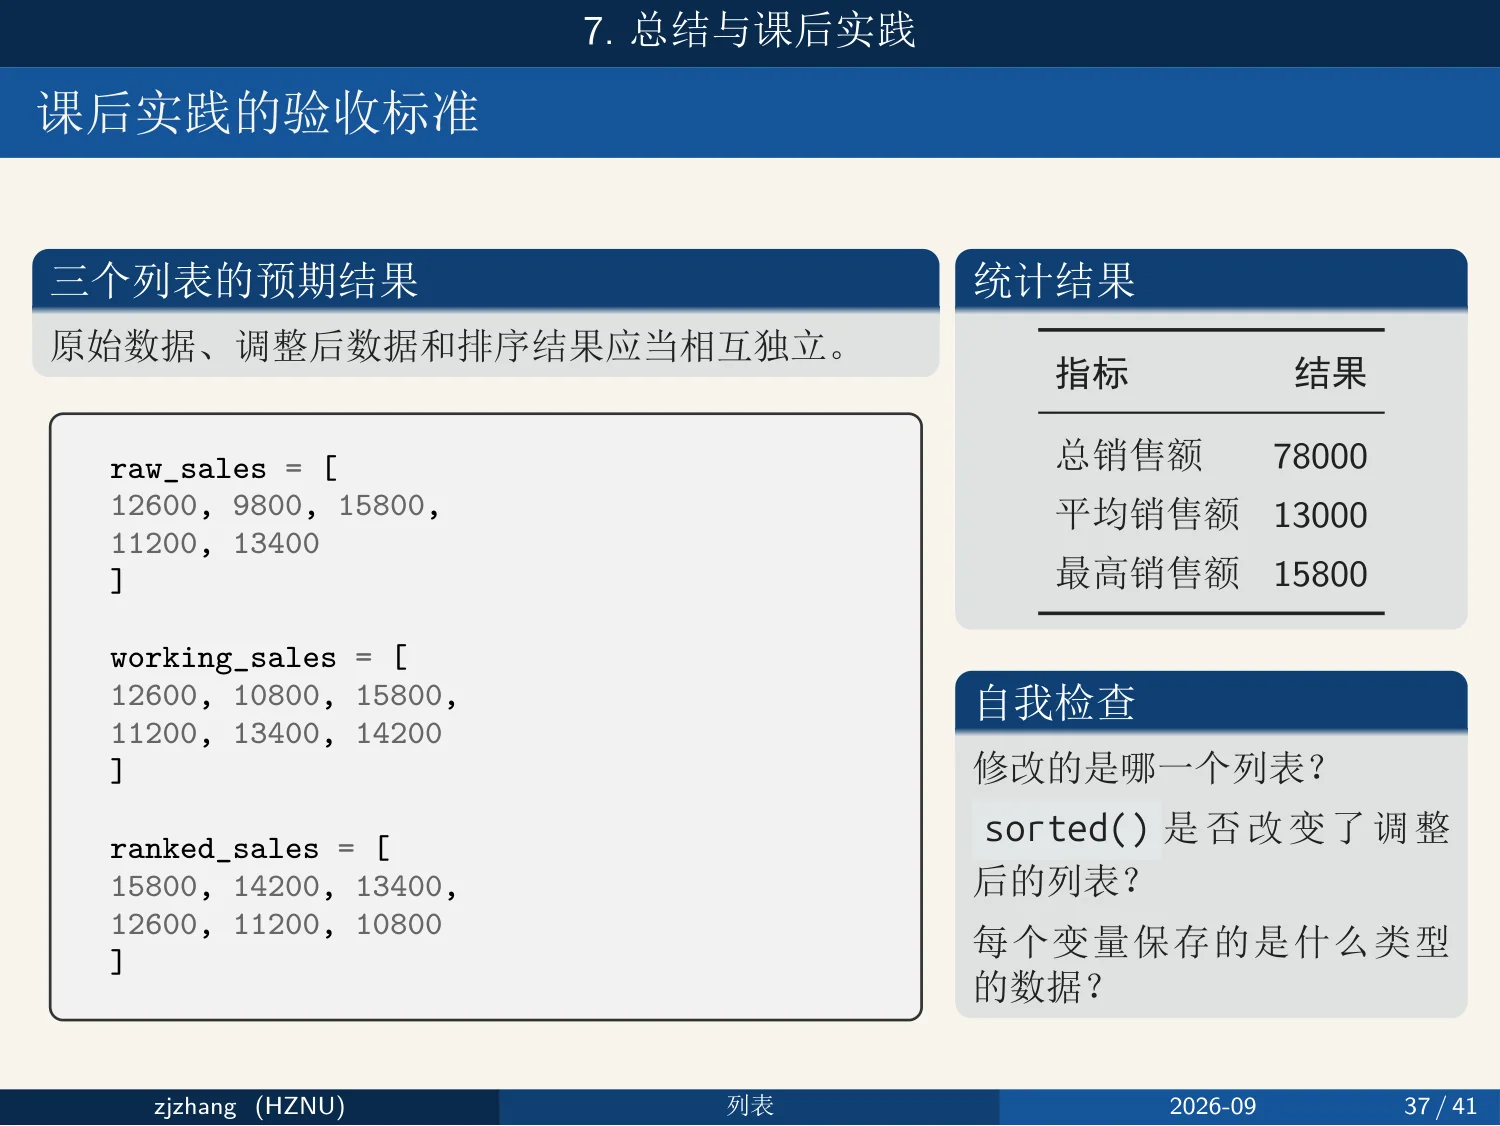 7. 总结与课后实践
课后实践的验收标准
三个列表的预期结果
原始数据、调整后数据和排序结果应当相互独立。
raw_sales = [
12600, 9800, 15800,
11200, 13400
]
working_sales = [
12600, 10800, 15800,
11200, 13400, 14200
]
ranked_sales = [
15800, 14200, 13400,
12600, 11200, 10800
]
统计结果
指标 结果
总销售额 78000
平均销售额 13000
最高销售额 15800
自我检查
修改的是哪一个列表？
sorted() 是否改变了调整
后的列表？
每个变量保存的是什么类型
的数据？
zjzhang (HZNU) 列表 2026-09 37 / 41